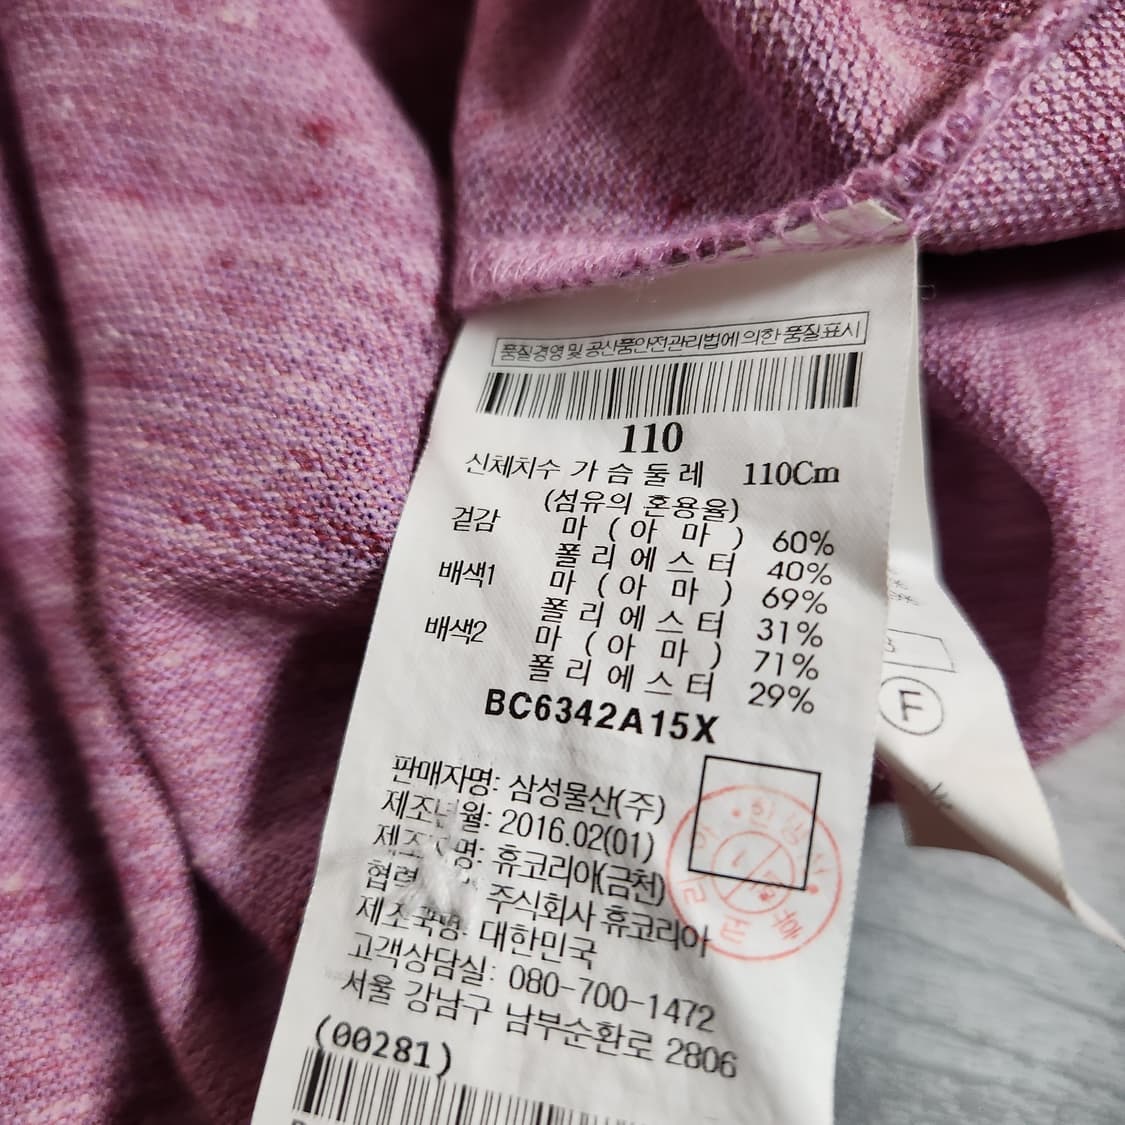 품질경영 및 공산품안전관리법에 의한 품질표시
110
신체치수 가 슴 둘 레 110Cm
(섬유의 혼용율)
겉감 마 ( 아 마 ) 60%
폴 리 에 스 터 40%
배색1 마 ( 아 마 ) 69%
폴 리 에 스 터 31%
배색2 마 ( 아 마 ) 71%
폴 리 에 스 터 29%
BC6342A15X
판매자명: 삼성물산(주)
제조년월: 2016.02(01)
휴코리아(금천)
주식회사 휴코리아
제조국명: 대한민국
고객상담실: 080-700-1472
서울 강남구 남부순환로 2806
(00281)
F